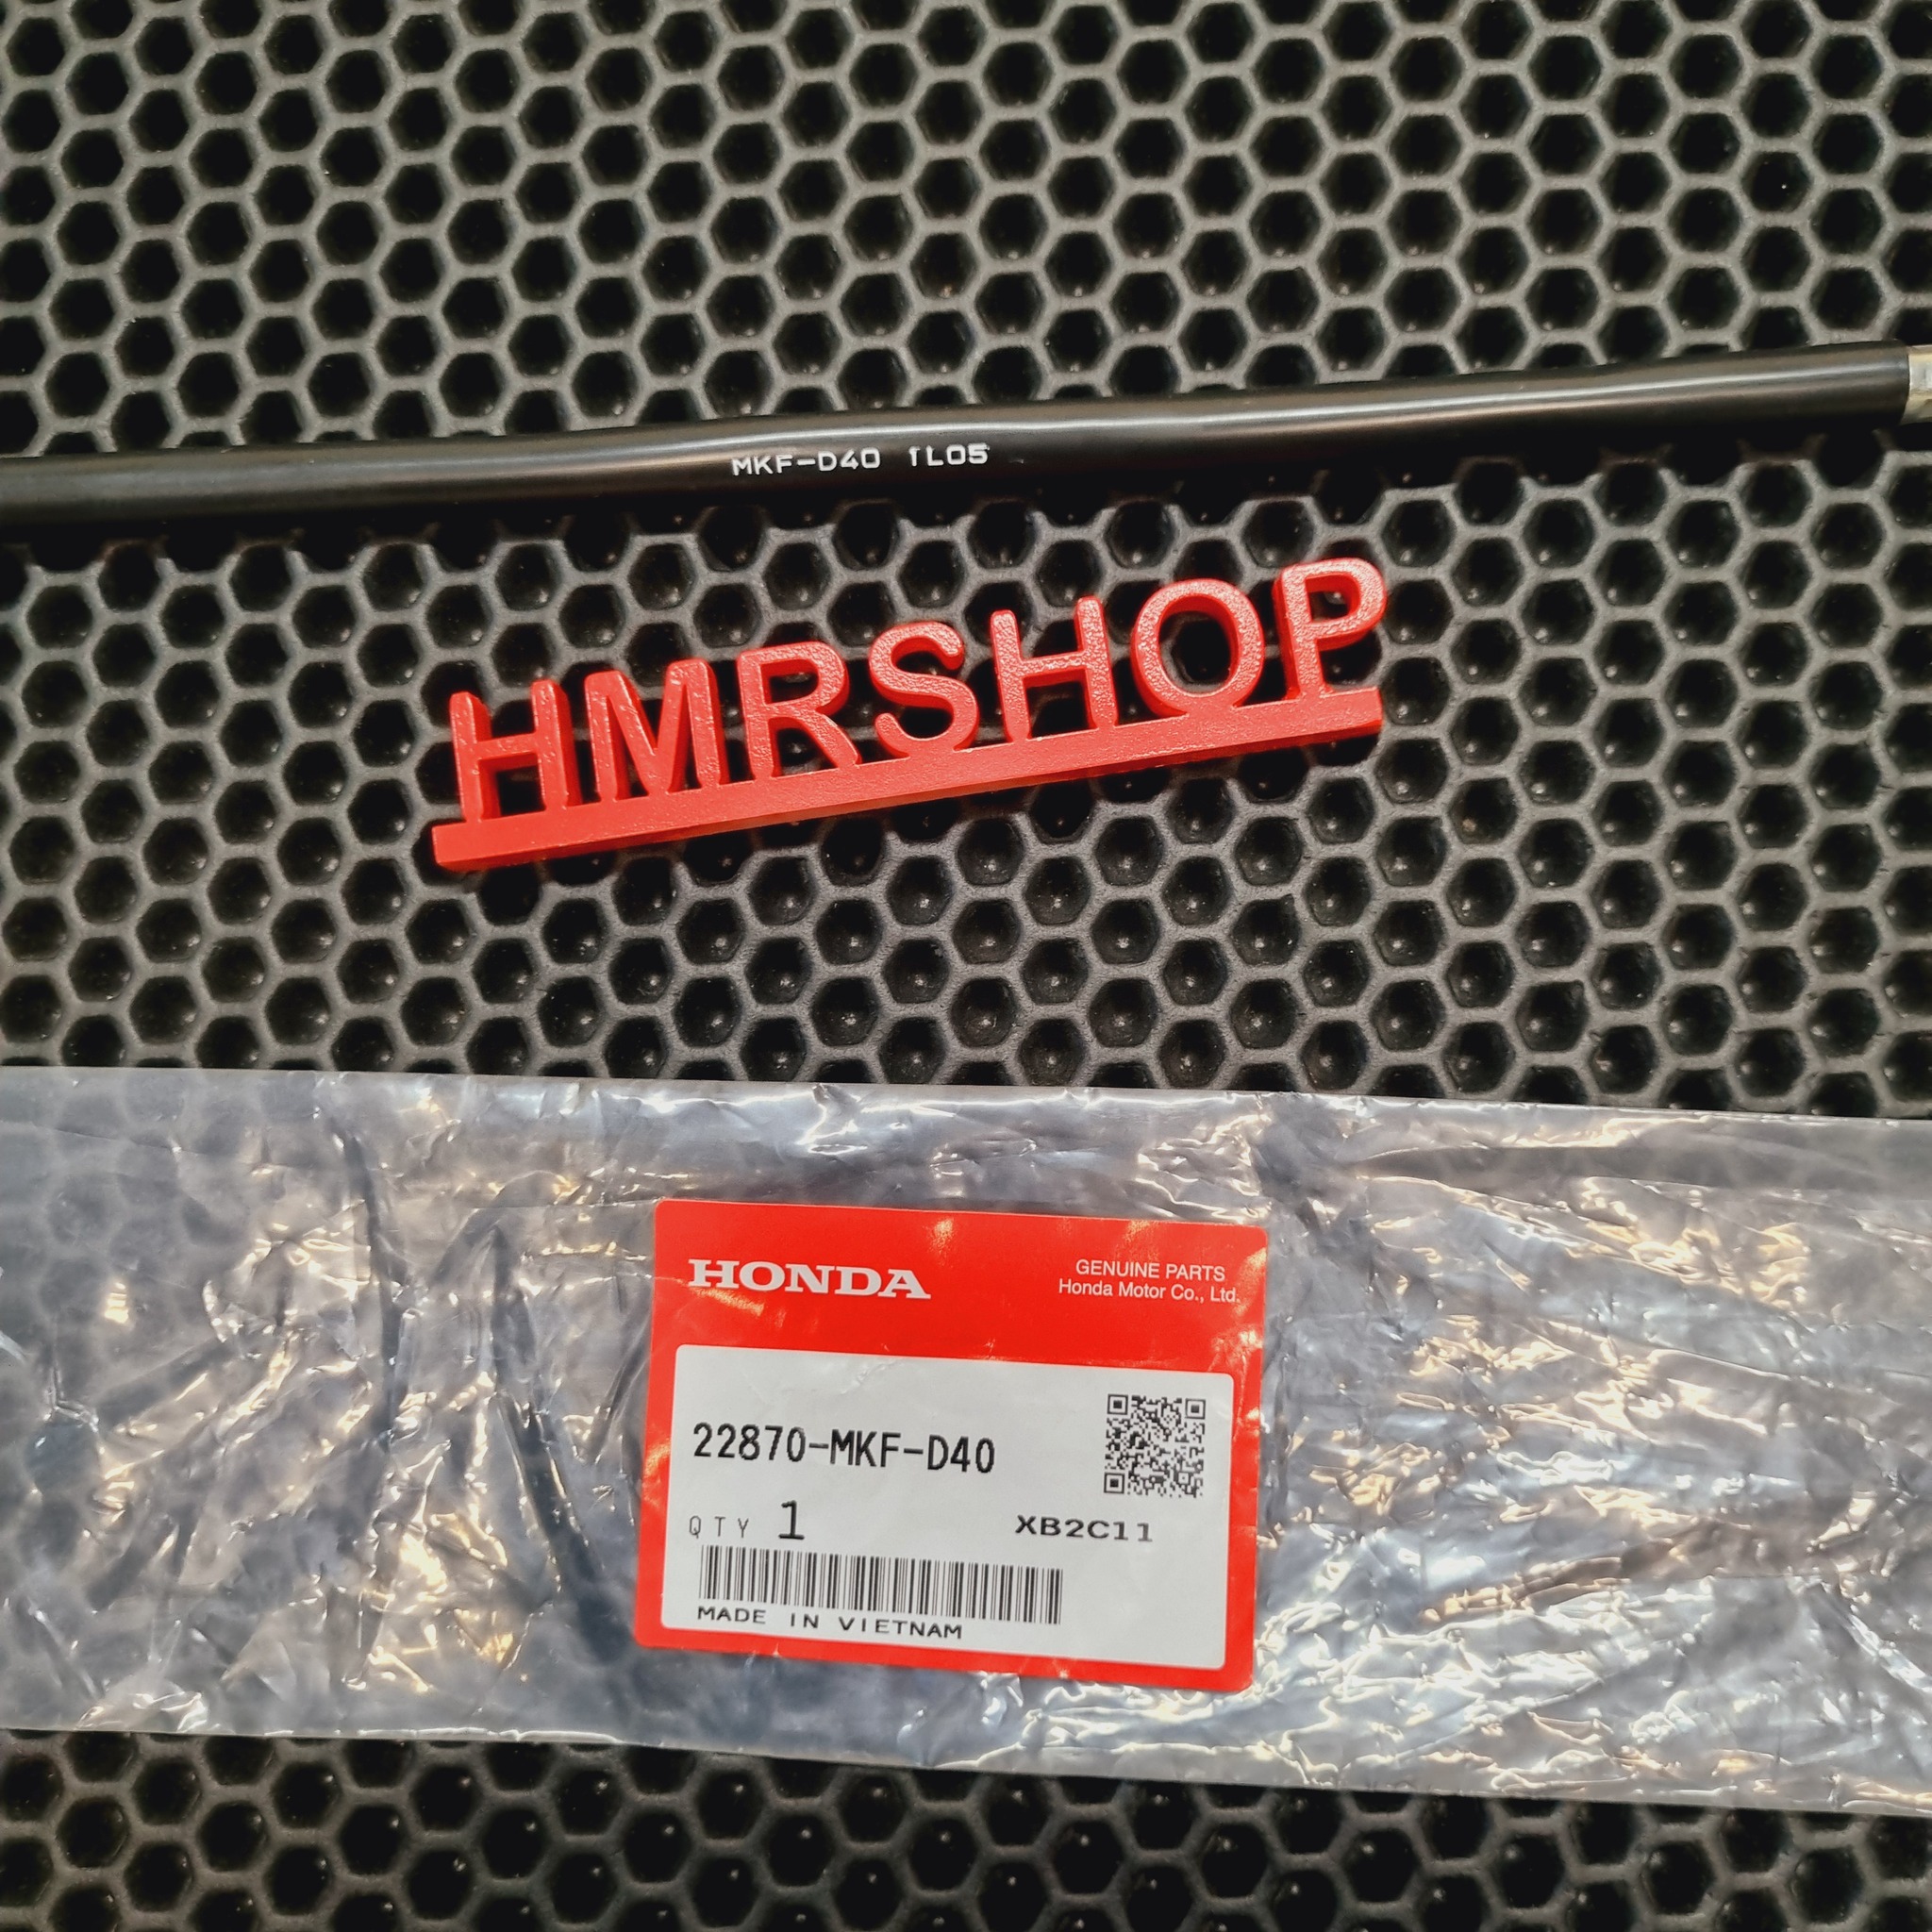 MKF-D40 1L05
HMRSHOP
HONDA
GENUINE PARTS
Honda Motor Co., Ltd.
22870-MKF-D40
QTY 1
XB2C11
MADE IN VIETNAM